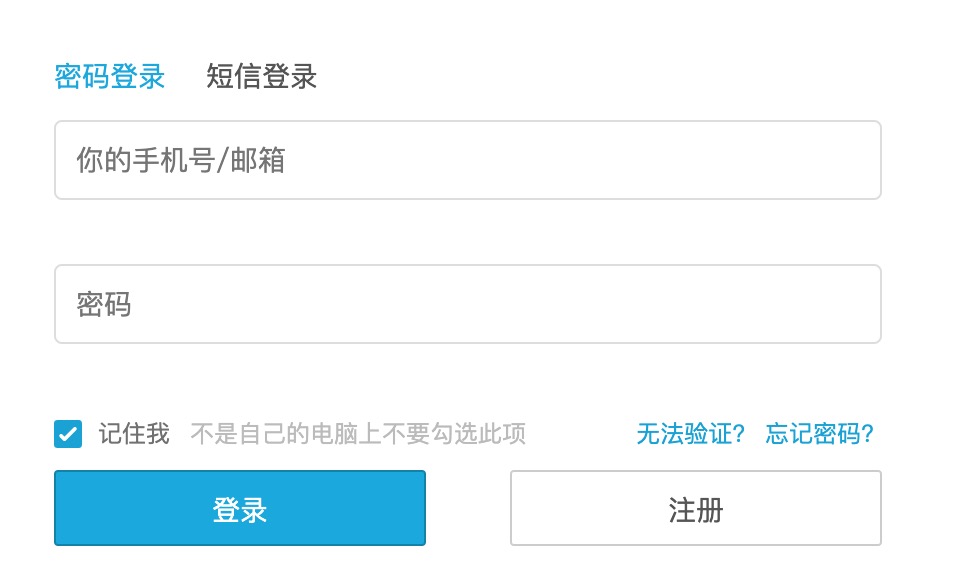 密码登录 短信登录
你的手机号/邮箱
密码
记住我 不是自己的电脑上不要勾选此项 无法验证? 忘记密码?
登录 注册